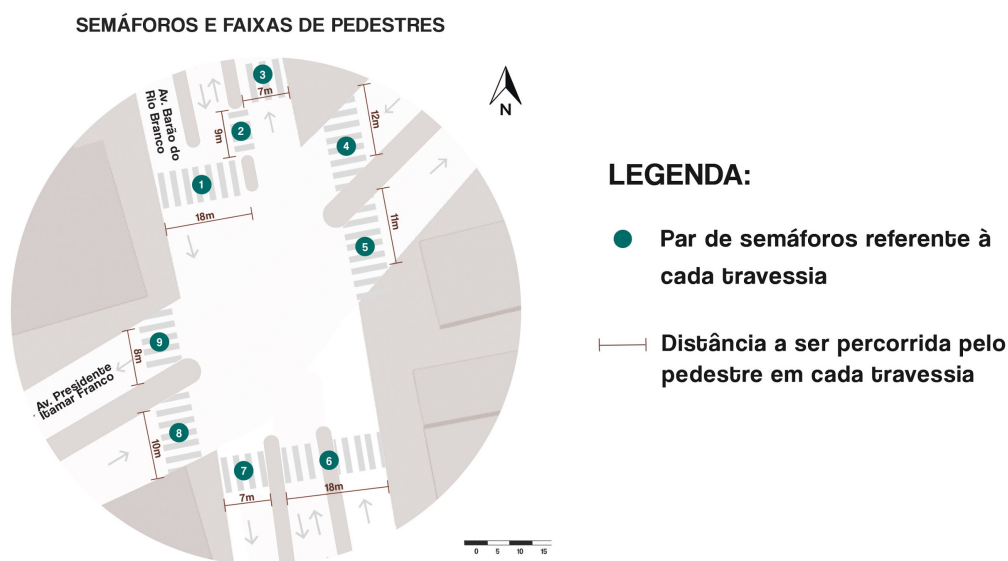 SEMÁFOROS E FAIXAS DE PEDESTRES
Av. Barão do
Rio Branco
3
7m
2
9m
1
18m
12m
4
11m
5
N
9
8m
Av. Presidente
Itamar Franco
8
10m
7
7m
6
18m
0 5 10 15
LEGENDA:
Par de semáforos referente à
cada travessia
Distância a ser percorrida pelo
pedestre em cada travessia